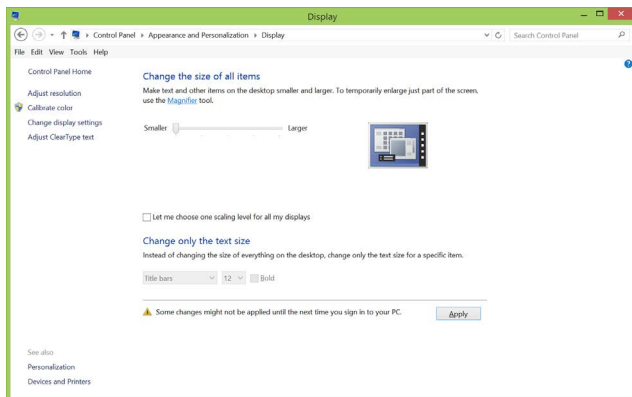 Display
Control Panel Appearance and Personalization Display
Search Control Panel
File Edit View Tools Help
Control Panel Home
Adjust resolution
Calibrate color
Change display settings
Adjust ClearType text
Change the size of all items
Make text and other items on the desktop smaller and larger. To temporarily enlarge just part of the screen,
use the Magnifier tool.
Smaller Larger
Let me choose one scaling level for all my displays
Change only the text size
Instead of changing the size of everything on the desktop, change only the text size for a specific item.
Title bars 12 Bold
Some changes might not be applied until the next time you sign in to your PC.
Apply
See also
Personalization
Devices and Printers